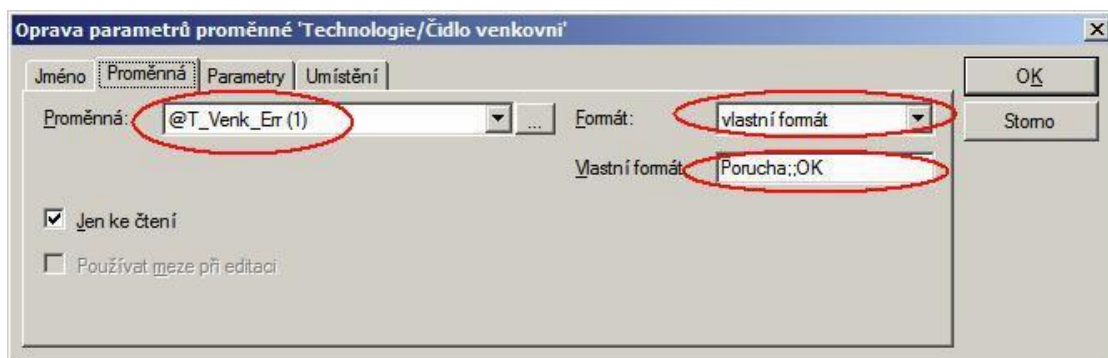 Oprava parametrů proměnné 'Technologie/Čidlo venkovni'
Jméno Proměnná Parametry Umístění
OK
Proměnná: @T_Venk_Err (1) ... Formát: vlastní formát
Storno
Vlastní formát Porucha;;OK
Jen ke čtení
Používat meze při editaci